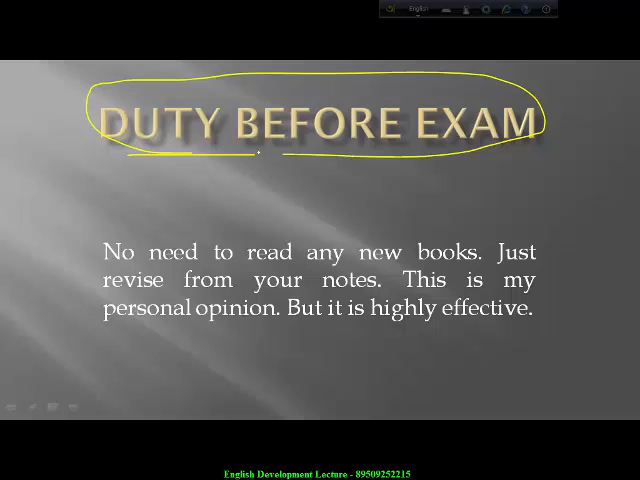 English
DUTY BEFORE EXAM
No need to read any new books. Just
revise from your notes. This is my
personal opinion. But it is highly effective.
English Development Lecture - 89509252215